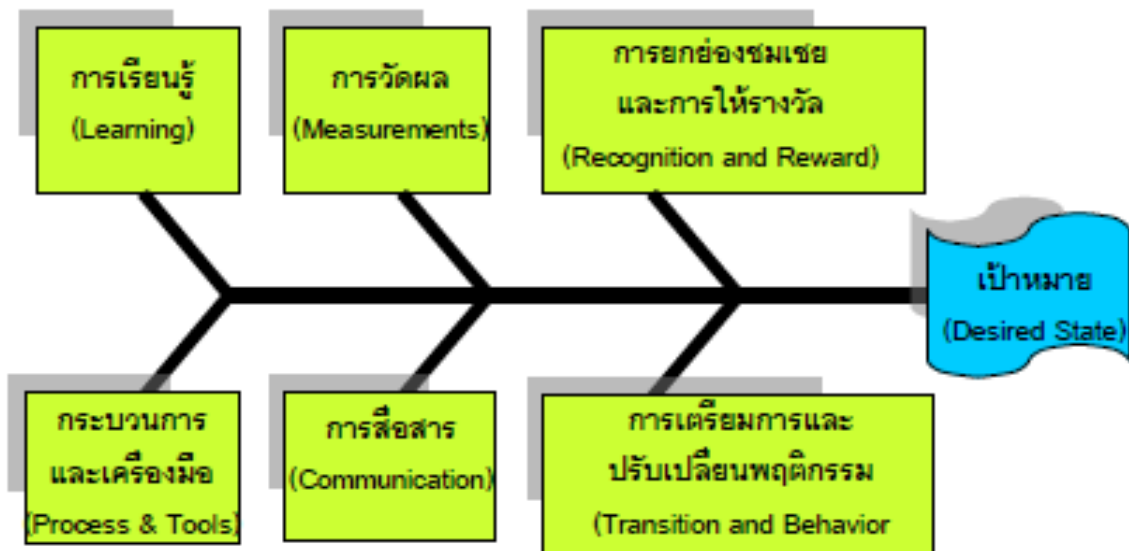 การเรียนรู้
(Learning)
การวัดผล
(Measurements)
การยกย่องชมเชย
และการให้รางวัล
(Recognition and Reward)
เป้าหมาย
(Desired State)
กระบวนการ
และเครื่องมือ
(Process & Tools)
การสื่อสาร
(Communication)
การเตรียมการและ
ปรับเปลี่ยนพฤติกรรม
(Transition and Behavior